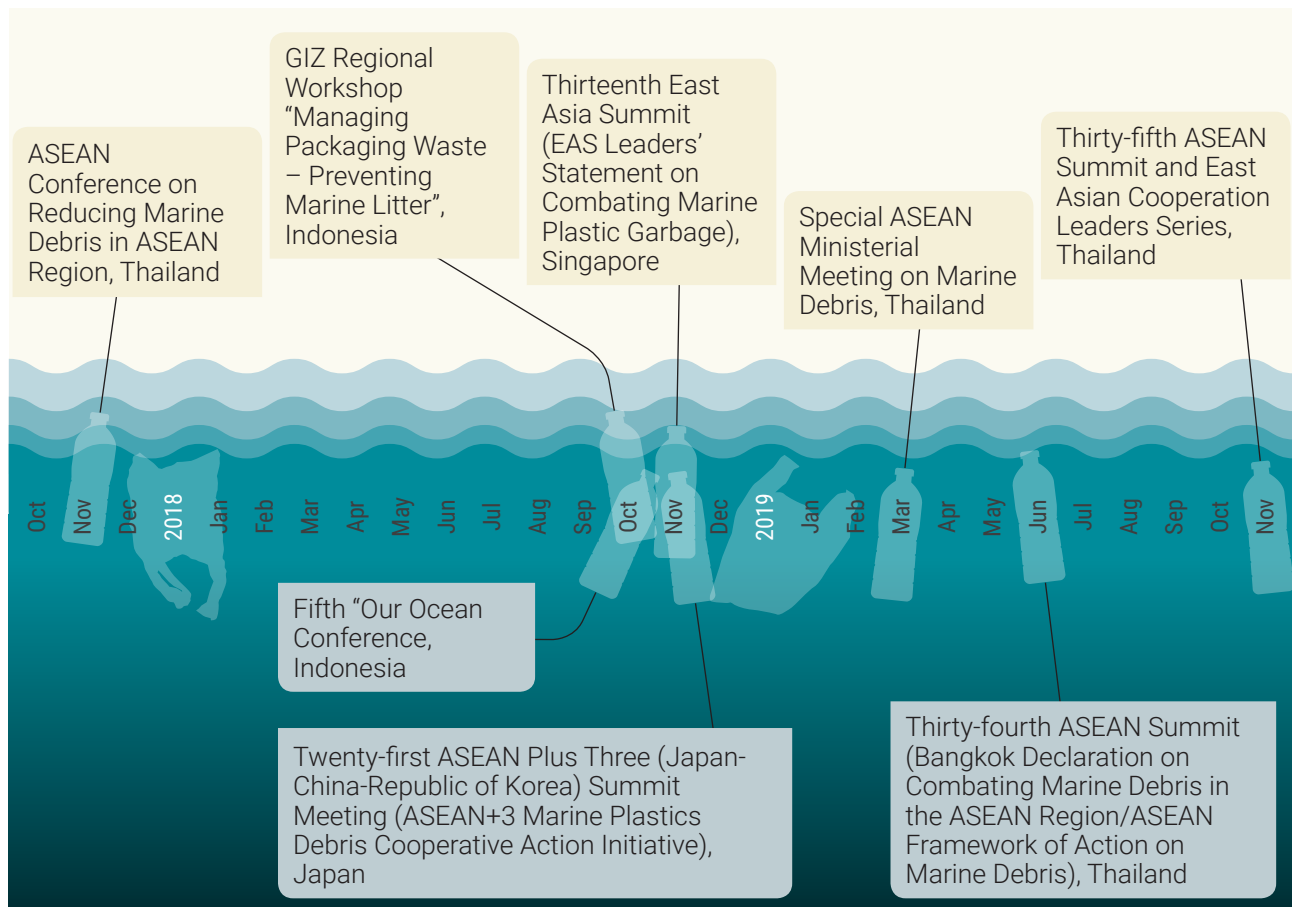 ASEAN
Conference on
Reducing Marine
Debris in ASEAN
Region, Thailand
GIZ Regional
Workshop
“Managing
Packaging Waste
– Preventing
Marine Litter”,
Indonesia
Thirteenth East
Asia Summit
(EAS Leaders’
Statement on
Combating Marine
Plastic Garbage),
Singapore
Special ASEAN
Ministerial
Meeting on Marine
Debris, Thailand
Thirty-fifth ASEAN
Summit and East
Asian Cooperation
Leaders Series,
Thailand
Oct
Nov
Dec
2018
Jan
Feb
Mar
Apr
May
Jun
Jul
Aug
Sep
Oct
Nov
Dec
2019
Jan
Feb
Mar
Apr
May
Jun
Jul
Aug
Sep
Oct
Nov
Fifth “Our Ocean
Conference,
Indonesia
Twenty-first ASEAN Plus Three (Japan-
China-Republic of Korea) Summit
Meeting (ASEAN+3 Marine Plastics
Debris Cooperative Action Initiative),
Japan
Thirty-fourth ASEAN Summit
(Bangkok Declaration on
Combating Marine Debris in
the ASEAN Region/ASEAN
Framework of Action on
Marine Debris), Thailand